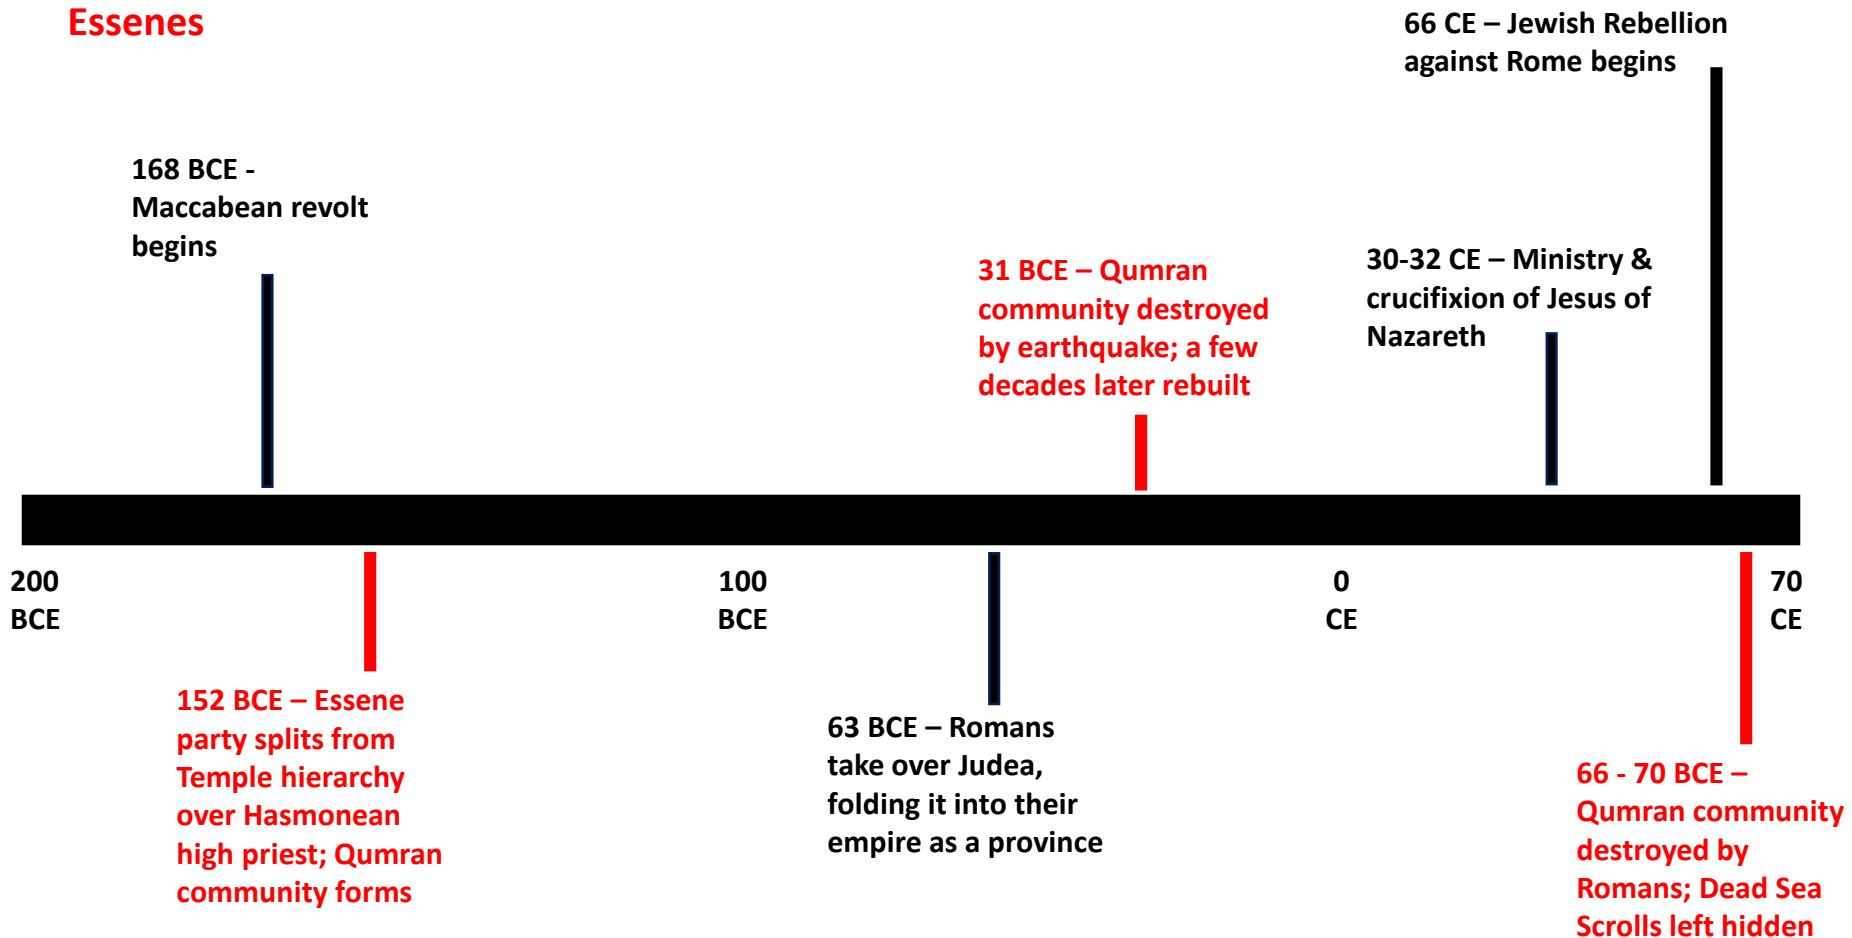 Essenes
66 CE – Jewish Rebellion
against Rome begins
168 BCE -
Maccabean revolt
begins
31 BCE – Qumran
community destroyed
by earthquake; a few
decades later rebuilt
30-32 CE – Ministry &
crucifixion of Jesus of
Nazareth
200
BCE
100
BCE
0
CE
70
CE
152 BCE – Essene
party splits from
Temple hierarchy
over Hasmonean
high priest; Qumran
community forms
63 BCE – Romans
take over Judea,
folding it into their
empire as a province
66 - 70 BCE –
Qumran community
destroyed by
Romans; Dead Sea
Scrolls left hidden